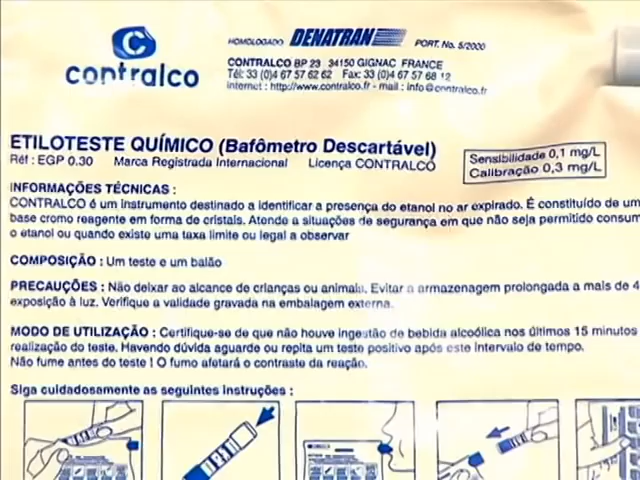 contralco
HOMOLOGADO DENATRAN PORT. No. 5/2000
CONTRALCO BP 23 34150 GIGNAC FRANCE
Tél: 33 (0)4 67 57 62 62 Fax: 33 (0)4 67 57 68 12
Internet : http://www.contralco.fr - mail : info@contralco.fr
ETILOTESTE QUÍMICO (Bafômetro Descartável)
Réf : EGP 0.30 Marca Registrada Internacional Licença CONTRALCO
Sensibilidade 0,1 mg/L
Calibração 0,3 mg/L
INFORMAÇÕES TÉCNICAS :
CONTRALCO é um instrumento destinado a identificar a presença do etanol no ar expirado. É constituído de um
base cromo reagente em forma de cristais. Atende a situações de segurança em que não seja permitido consum
o etanol ou quando existe uma taxa limite ou legal a observar
COMPOSIÇÃO : Um teste e um balão
PRECAUÇÕES : Não deixar ao alcance de crianças ou animais. Evitar a armazenagem prolongada a mais de 4
exposição à luz. Verifique a validade gravada na embalagem externa.
MODO DE UTILIZAÇÃO : Certifique-se de que não houve ingestão de bebida alcoólica nos últimos 15 minutos
realização do teste. Havendo dúvida aguarde ou repita um teste positivo após este intervalo de tempo.
Não fume antes do teste ! O fumo afetará o contraste da reação.
Siga cuidadosamente as seguintes instruções :